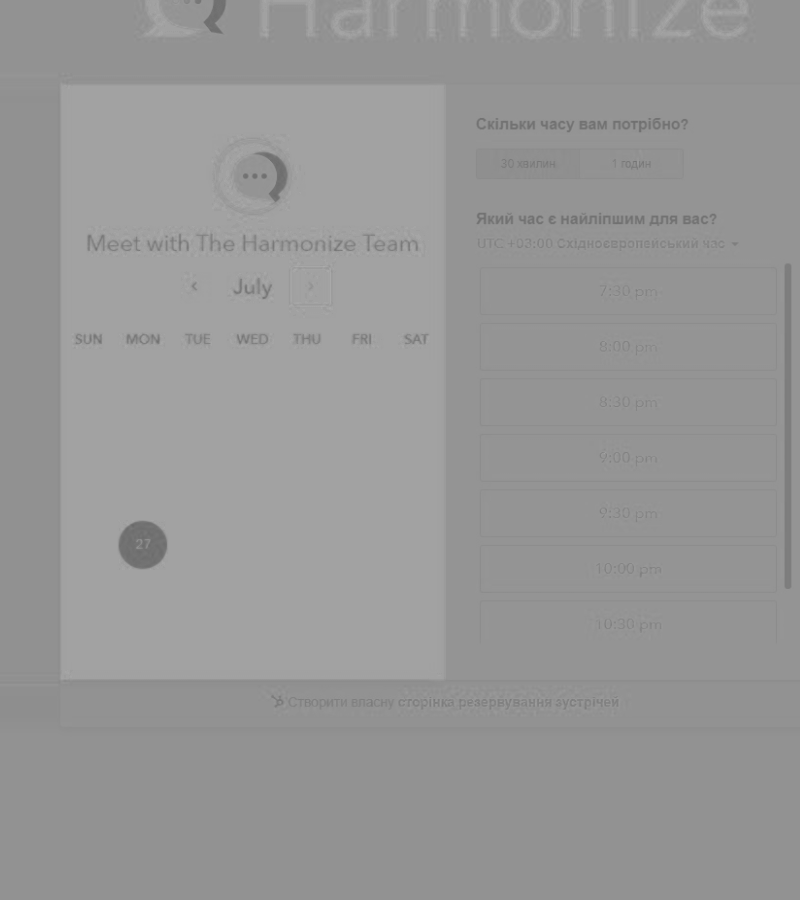 Harmonize
Meet with The Harmonize Team
‹ July ›
SUN MON TUE WED THU FRI SAT
27
Скільки часу вам потрібно?
30 хвилин 1 годин
Який час є найліпшим для вас?
UTC +03:00 Східноєвропейський час
7:30 pm
8:00 pm
8:30 pm
9:00 pm
9:30 pm
10:00 pm
10:30 pm
Створити власну сторінка резервування зустрічей